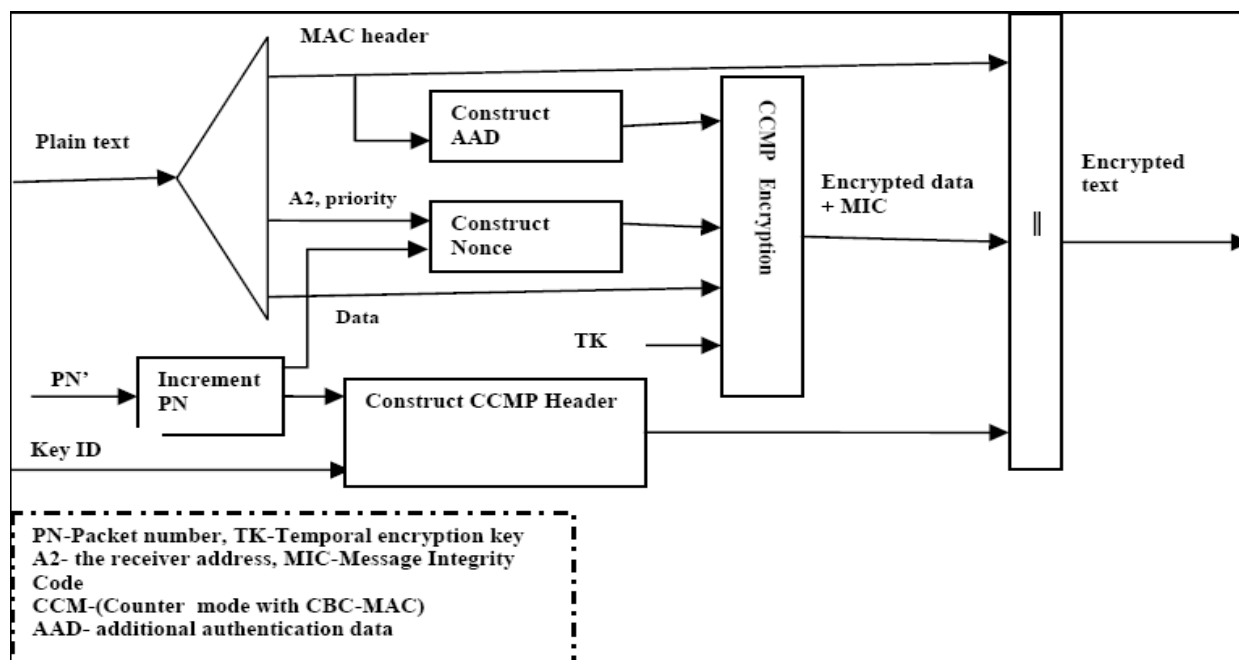 MAC header
Construct
AAD
Plain text
CCMP Encryption
Encrypted data
+ MIC
Encrypted
text
A2, priority
Construct
Nonce
||
Data
TK
PN’
Increment
PN
Construct CCMP Header
Key ID
PN-Packet number, TK-Temporal encryption key
A2- the receiver address, MIC-Message Integrity
Code
CCM-(Counter mode with CBC-MAC)
AAD- additional authentication data